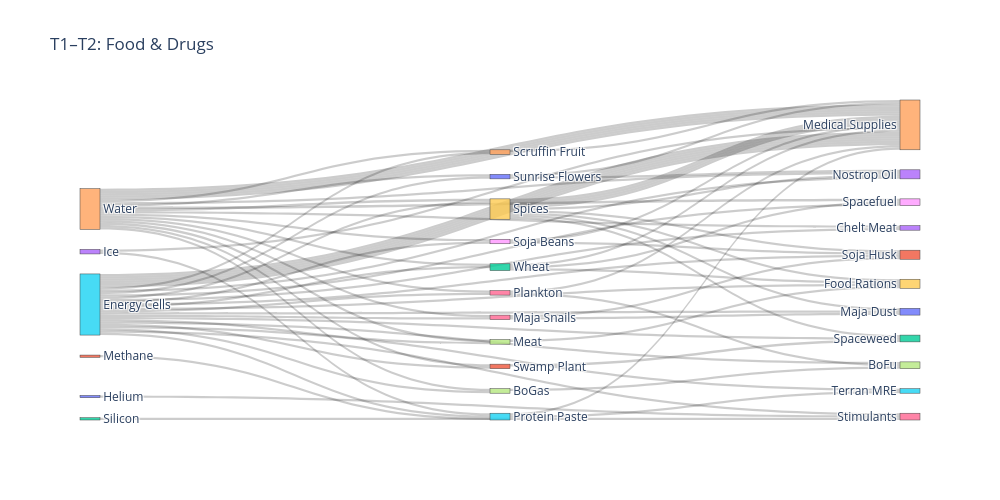 T1–T2: Food & Drugs
Water
Ice
Energy Cells
Methane
Helium
Silicon
Scruffin Fruit
Sunrise Flowers
Spices
Soja Beans
Wheat
Plankton
Maja Snails
Meat
Swamp Plant
BoGas
Protein Paste
Medical Supplies
Nostrop Oil
Spacefuel
Chelt Meat
Soja Husk
Food Rations
Maja Dust
Spaceweed
BoFu
Terran MRE
Stimulants